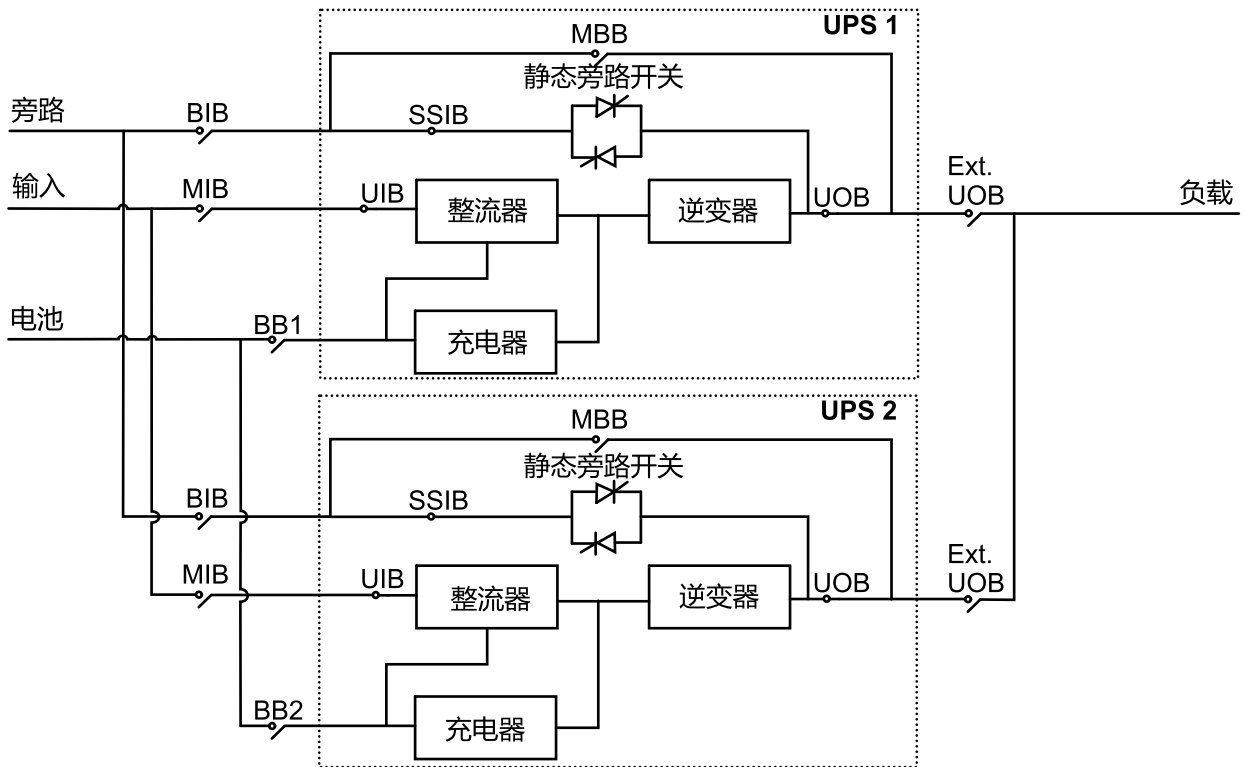 UPS 1
MBB
静态旁路开关
旁路
BIB
SSIB
输入
MIB
UIB
整流器
逆变器
UOB
Ext.
UOB
负载
电池
BB1
充电器
UPS 2
MBB
静态旁路开关
BIB
SSIB
MIB
UIB
整流器
逆变器
UOB
Ext.
UOB
BB2
充电器